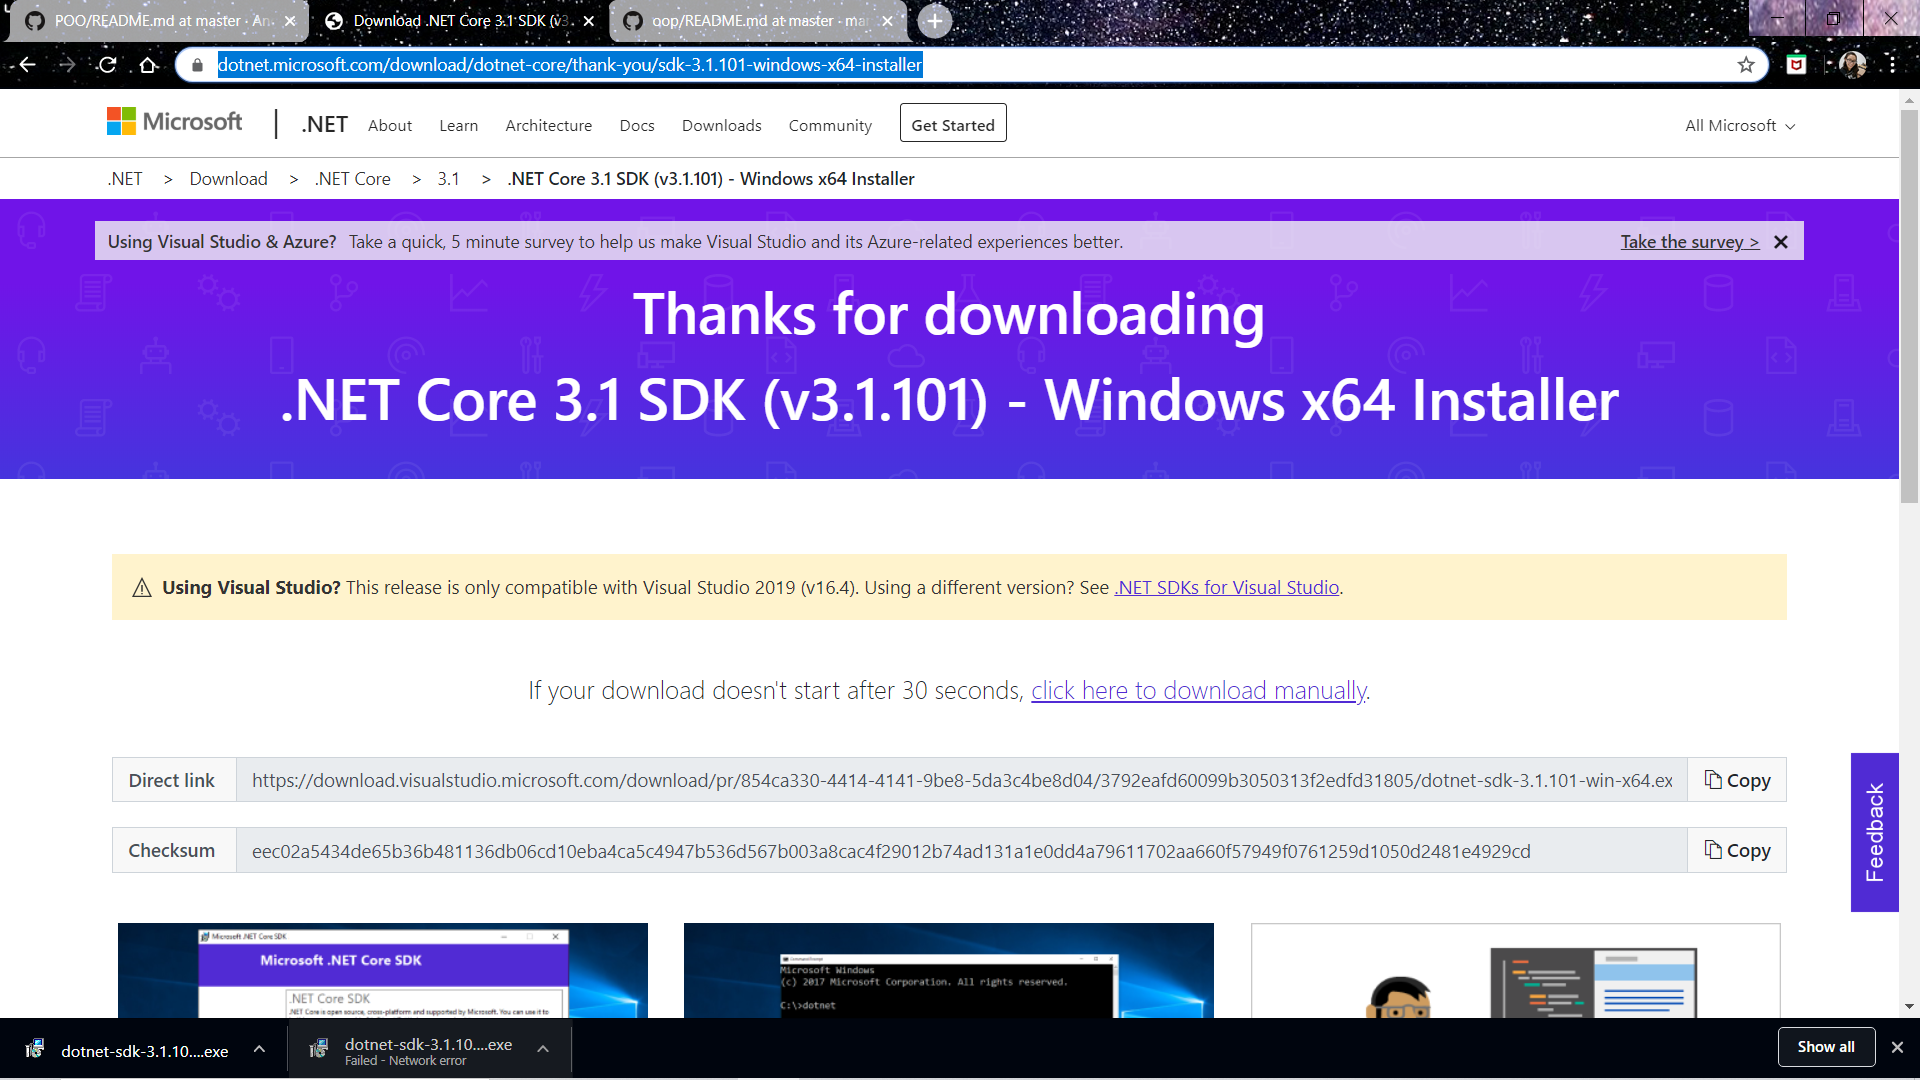 POO/README.md at master · An
Download .NET Core 3.1 SDK (v3
oop/README.md at master · ma
dotnet.microsoft.com/download/dotnet-core/thank-you/sdk-3.1.101-windows-x64-installer
Microsoft
.NET About Learn Architecture Docs Downloads Community Get Started All Microsoft
.NET > Download > .NET Core > 3.1 > .NET Core 3.1 SDK (v3.1.101) - Windows x64 Installer
Using Visual Studio & Azure? Take a quick, 5 minute survey to help us make Visual Studio and its Azure-related experiences better. Take the survey >
Thanks for downloading
.NET Core 3.1 SDK (v3.1.101) - Windows x64 Installer
Using Visual Studio? This release is only compatible with Visual Studio 2019 (v16.4). Using a different version? See .NET SDKs for Visual Studio.
If your download doesn't start after 30 seconds, click here to download manually.
Direct link https://download.visualstudio.microsoft.com/download/pr/854ca330-4414-4141-9be8-5da3c4be8d04/3792eafd60099b3050313f2edfd31805/dotnet-sdk-3.1.101-win-x64.ex Copy
Checksum eec02a5434de65b36b481136db06cd10eba4ca5c4947b536d567b003a8cac4f29012b74ad131a1e0dd4a79611702aa660f57949f0761259d1050d2481e4929cd Copy
Feedback
Microsoft .NET Core SDK
Microsoft .NET Core SDK
.NET Core SDK
.NET Core is open source, cross-platform and supported by Microsoft. You can use it to
Microsoft Windows
(c) 2017 Microsoft Corporation. All rights reserved.
C:\>dotnet
dotnet-sdk-3.1.10....exe
dotnet-sdk-3.1.10....exe
Failed - Network error
Show all